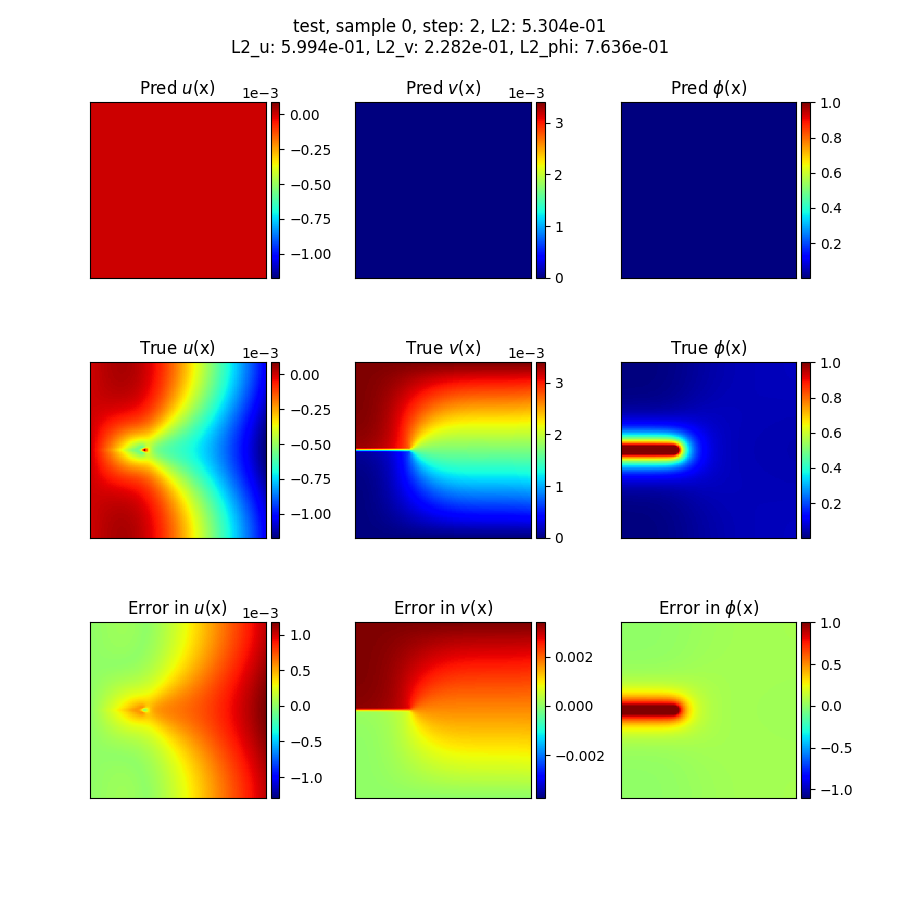 test, sample 0, step: 2, L2: 5.304e-01
L2_u: 5.994e-01, L2_v: 2.282e-01, L2_phi: 7.636e-01
Pred u(x)
1e−3
0.00
−0.25
−0.50
−0.75
−1.00
Pred v(x)
1e−3
3
2
1
0
Pred ϕ(x)
1.0
0.8
0.6
0.4
0.2
True u(x)
1e−3
0.00
−0.25
−0.50
−0.75
−1.00
True v(x)
1e−3
3
2
1
0
True ϕ(x)
1.0
0.8
0.6
0.4
0.2
Error in u(x)
1e−3
1.0
0.5
0.0
−0.5
−1.0
Error in v(x)
0.002
0.000
−0.002
Error in ϕ(x)
1.0
0.5
0.0
−0.5
−1.0